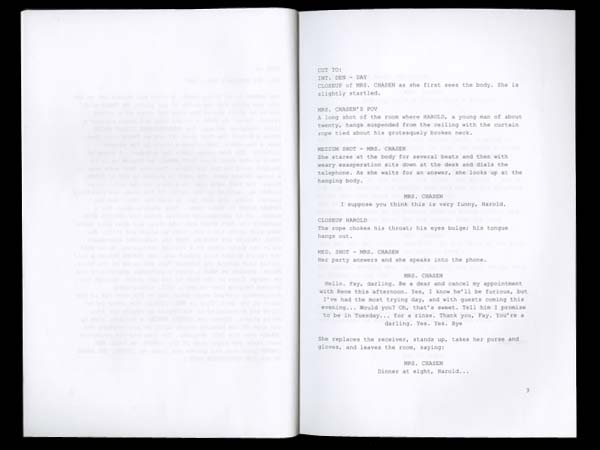 CUT TO:
INT. DEN - DAY
CLOSEUP of MRS. CHASEN as she first sees the body. She is
slightly startled.
MRS. CHASEN'S POV
A long shot of the room where HAROLD, a young man of about
twenty, hangs suspended from the ceiling with the curtain
rope tied about his grotesquely broken neck.
MEDIUM SHOT - MRS. CHASEN
She stares at the body for several beats and then with
weary exasperation sits down at the desk and dials the
telephone. As she waits for an answer, she looks up at the
hanging body.
MRS. CHASEN
I suppose you think this is very funny, Harold.
CLOSEUP HAROLD
The rope chokes his throat; his eyes bulge; his tongue
hangs out.
MED. SHOT - MRS. CHASEN
Her party answers and she speaks into the phone.
MRS. CHASEN
Hello. Fay, darling. Be a dear and cancel my appointment
with Rene this afternoon. Yes, I know he'll be furious, but
I've had the most trying day, and with guests coming this
evening... Would you? Oh, that's sweet. Tell him I promise
to be in Tuesday... for a rinse. Thank you, Fay. You're a
darling. Yes. Yes. Bye
She replaces the receiver, stands up, takes her purse and
gloves, and leaves the room, saying:
MRS. CHASEN
Dinner at eight, Harold...